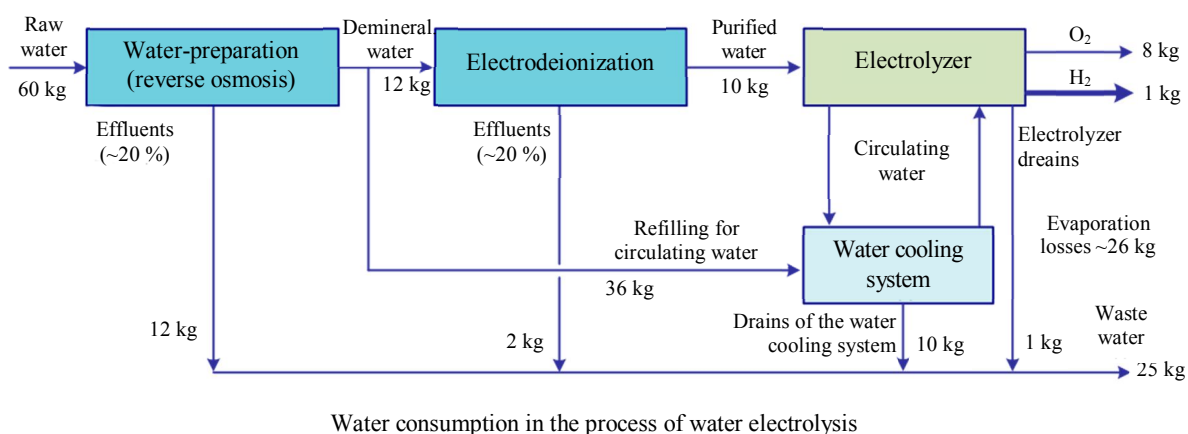 Raw
water
60 kg
Water-preparation
(reverse osmosis)
Demineral.
water
12 kg
Electrodeionization
Purified
water
10 kg
Electrolyzer
O2
8 kg
H2
1 kg
Effluents
(~20 %)
Effluents
(~20 %)
Circulating
water
Electrolyzer
dreains
Refilling for
circulating water
36 kg
Water cooling
system
Evaporation
losses ~26 kg
12 kg
2 kg
Drains of the water
cooling system
10 kg
1 kg
Waste
water
25 kg
Water consumption in the process of water electrolysis